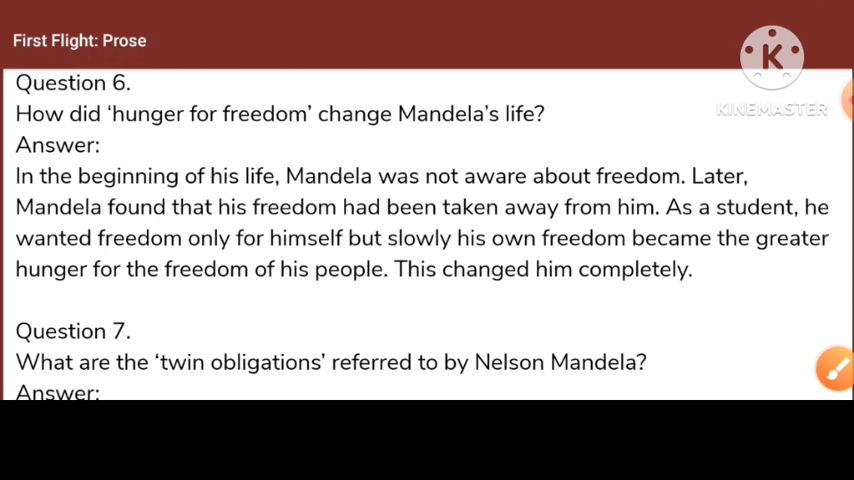 First Flight: Prose
K
KINEMASTER
Question 6.
How did ‘hunger for freedom’ change Mandela’s life?
Answer:
In the beginning of his life, Mandela was not aware about freedom. Later,
Mandela found that his freedom had been taken away from him. As a student, he
wanted freedom only for himself but slowly his own freedom became the greater
hunger for the freedom of his people. This changed him completely.
Question 7.
What are the ‘twin obligations’ referred to by Nelson Mandela?
Answer: